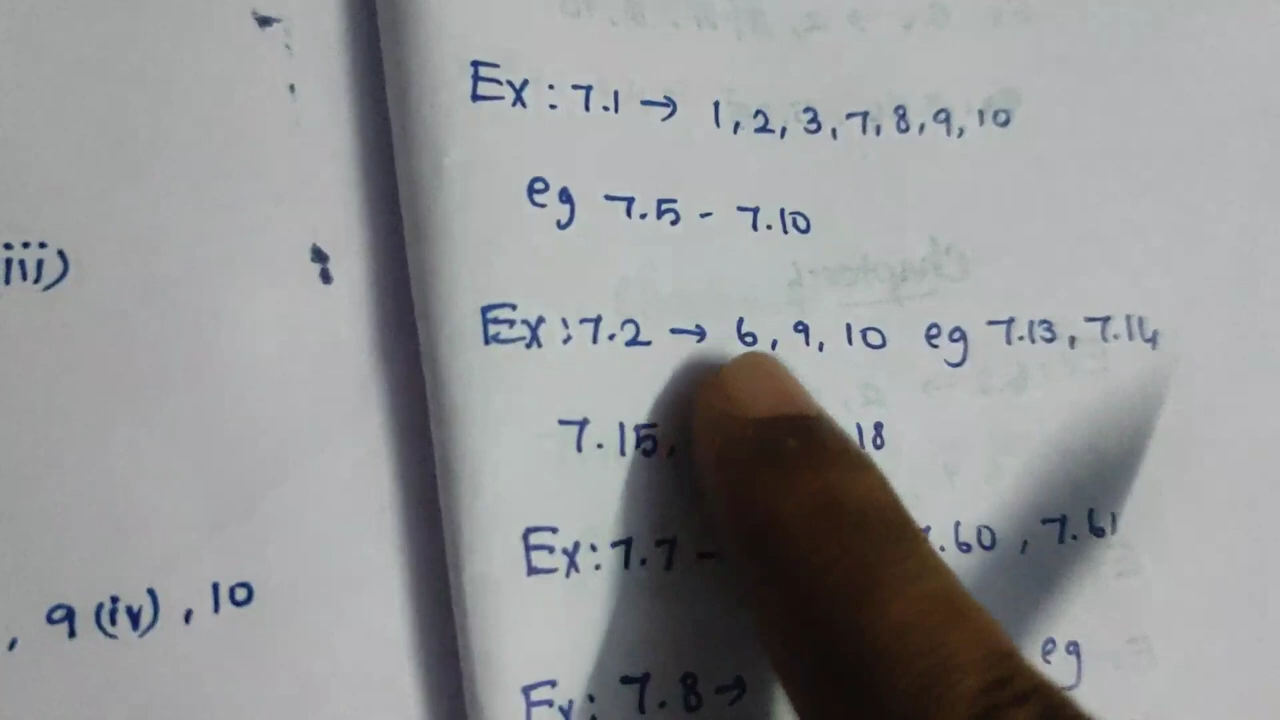 Ex : 7.1 → 1, 2, 3, 7, 8, 9, 10
eg 7.5 - 7.10
Ex : 7.2 → 6, 9, 10 eg 7.13, 7.14
7.15, 18
Ex : 7.7 - .60, 7.61
Ex : 7.8 → eg
iii)
, 9 (iv), 10